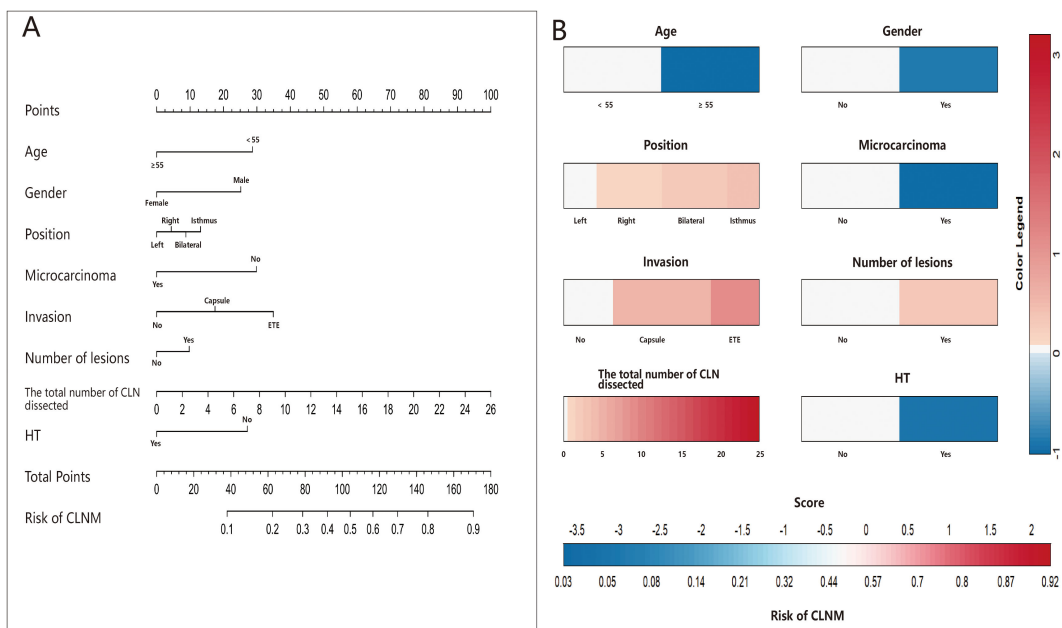 A
Points
0 10 20 30 40 50 60 70 80 90 100
Age
< 55
≥55
Gender
Male
Female
Position
Right Isthmus
Left Bilateral
Microcarcinoma
No
Yes
Invasion
Capsule
No ETE
Number of lesions
Yes
No
The total number of CLN
dissected
0 2 4 6 8 10 12 14 16 18 20 22 24 26
HT
No
Yes
Total Points
0 20 40 60 80 100 120 140 160 180
Risk of CLNM
0.1 0.2 0.3 0.4 0.5 0.6 0.7 0.8 0.9
B
Age
< 55 ≥ 55
Gender
No Yes
Position
Left Right Bilateral Isthmus
Microcarcinoma
No Yes
Invasion
No Capsule ETE
Number of lesions
No Yes
The total number of CLN
dissected
0 5 10 15 20 25
HT
No Yes
Color Legend
3
2
1
0
-1
Score
-3.5 -3 -2.5 -2 -1.5 -1 -0.5 0 0.5 1 1.5 2
0.03 0.05 0.08 0.14 0.21 0.32 0.44 0.57 0.7 0.8 0.87 0.92
Risk of CLNM